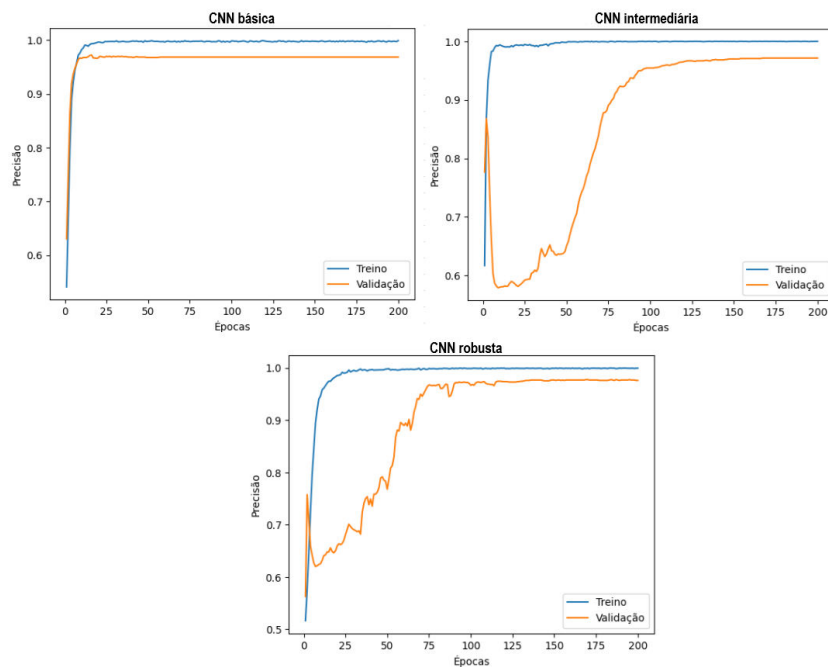 CNN básica
1.0
0.9
0.8
0.7
0.6
Precisão
0 25 50 75 100 125 150 175 200
Épocas
Treino
Validação
CNN intermediária
1.0
0.9
0.8
0.7
0.6
Precisão
0 25 50 75 100 125 150 175 200
Épocas
Treino
Validação
CNN robusta
1.0
0.9
0.8
0.7
0.6
0.5
Precisão
0 25 50 75 100 125 150 175 200
Épocas
Treino
Validação